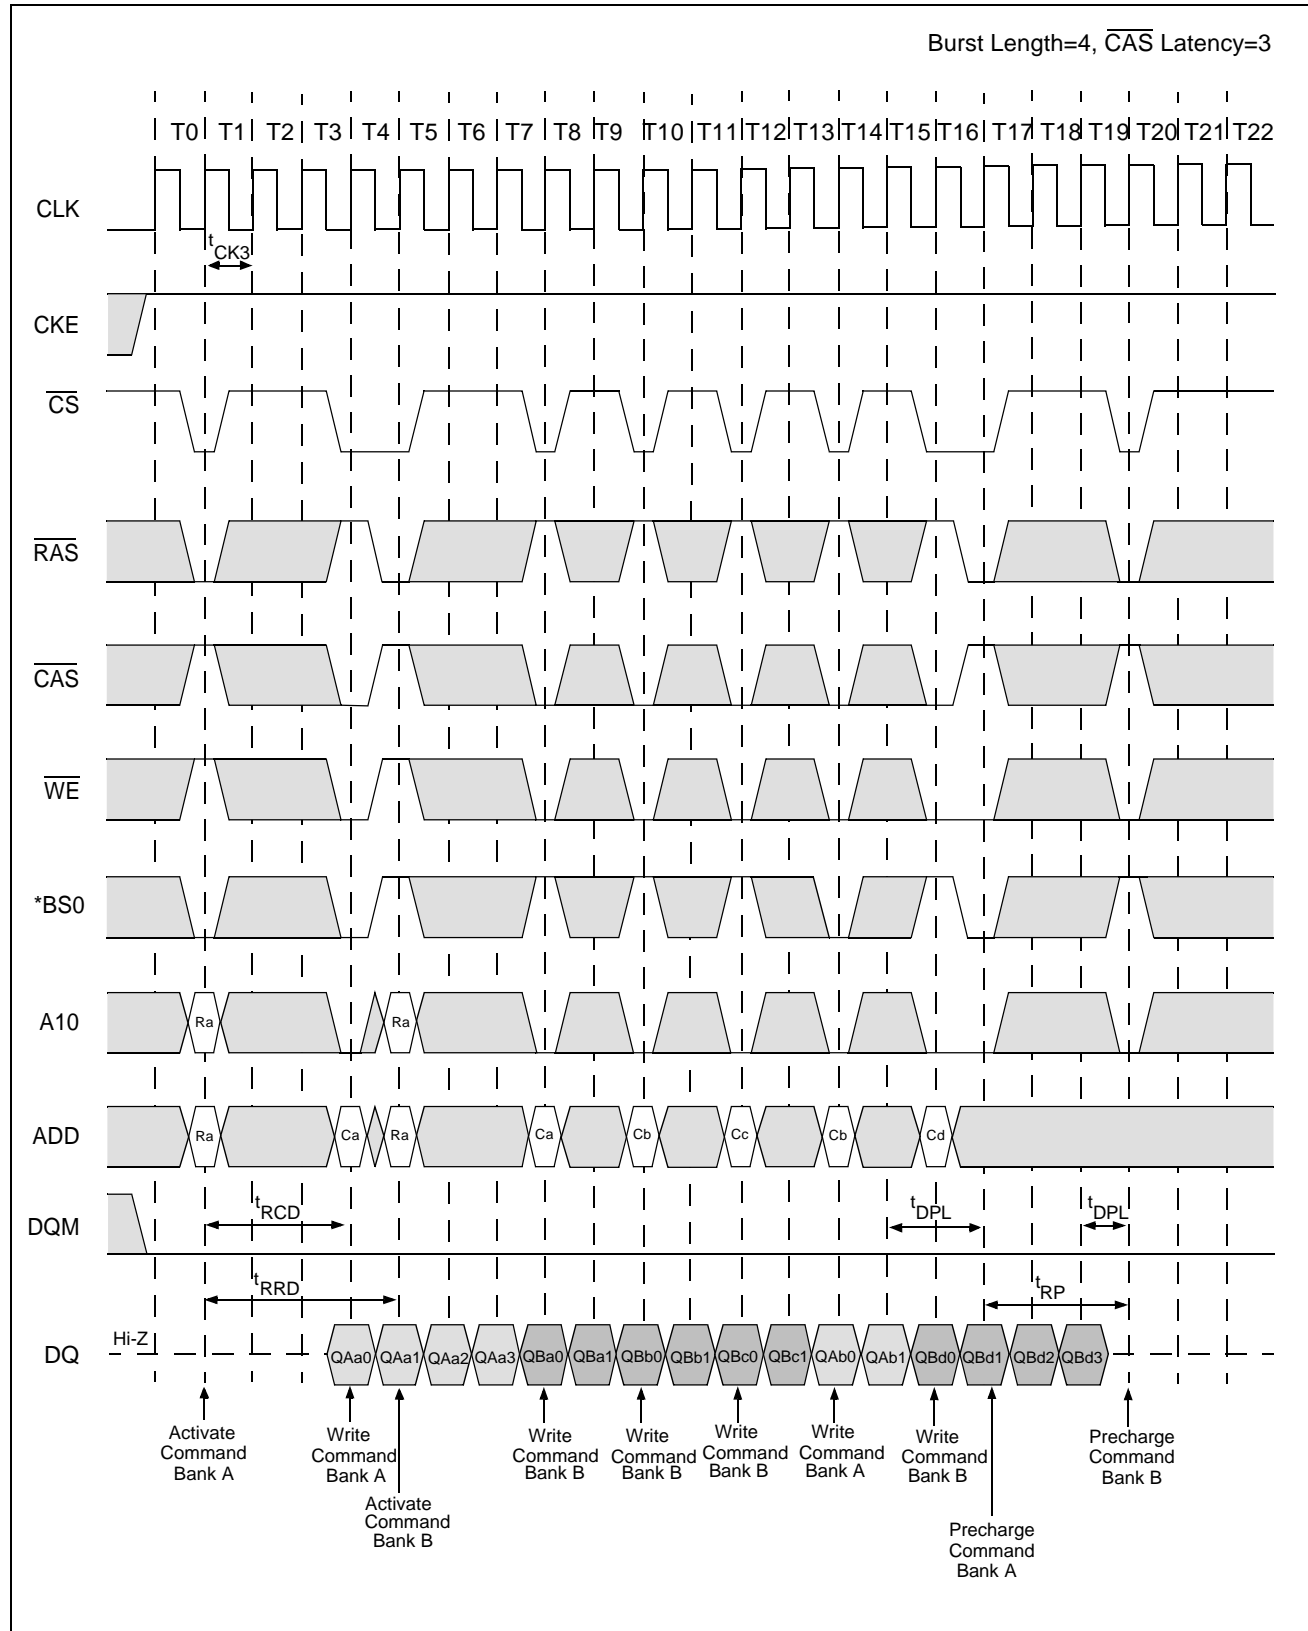 Burst Length=4, CAS Latency=3
T0 T1 T2 T3 T4 T5 T6 T7 T8 T9 T10 T11 T12 T13 T14 T15 T16 T17 T18 T19 T20 T21 T22
CLK
tCK3
CKE
CS
RAS
CAS
WE
*BS0
A10
Ra Ra
ADD
Ra Ca Ra Ca Cb Cc Cb Cd
DQM
tRCD tDPL tDPL
tRRD tRP
Hi-Z
DQ
QAa0 QAa1 QAa2 QAa3 QBa0 QBa1 QBb0 QBb1 QBc0 QBc1 QAb0 QAb1 QBd0 QBd1 QBd2 QBd3
Activate
Command
Bank A
Write
Command
Bank A
Activate
Command
Bank B
Write
Command
Bank B
Write
Command
Bank B
Write
Command
Bank B
Write
Command
Bank A
Write
Command
Bank B
Precharge
Command
Bank A
Precharge
Command
Bank B